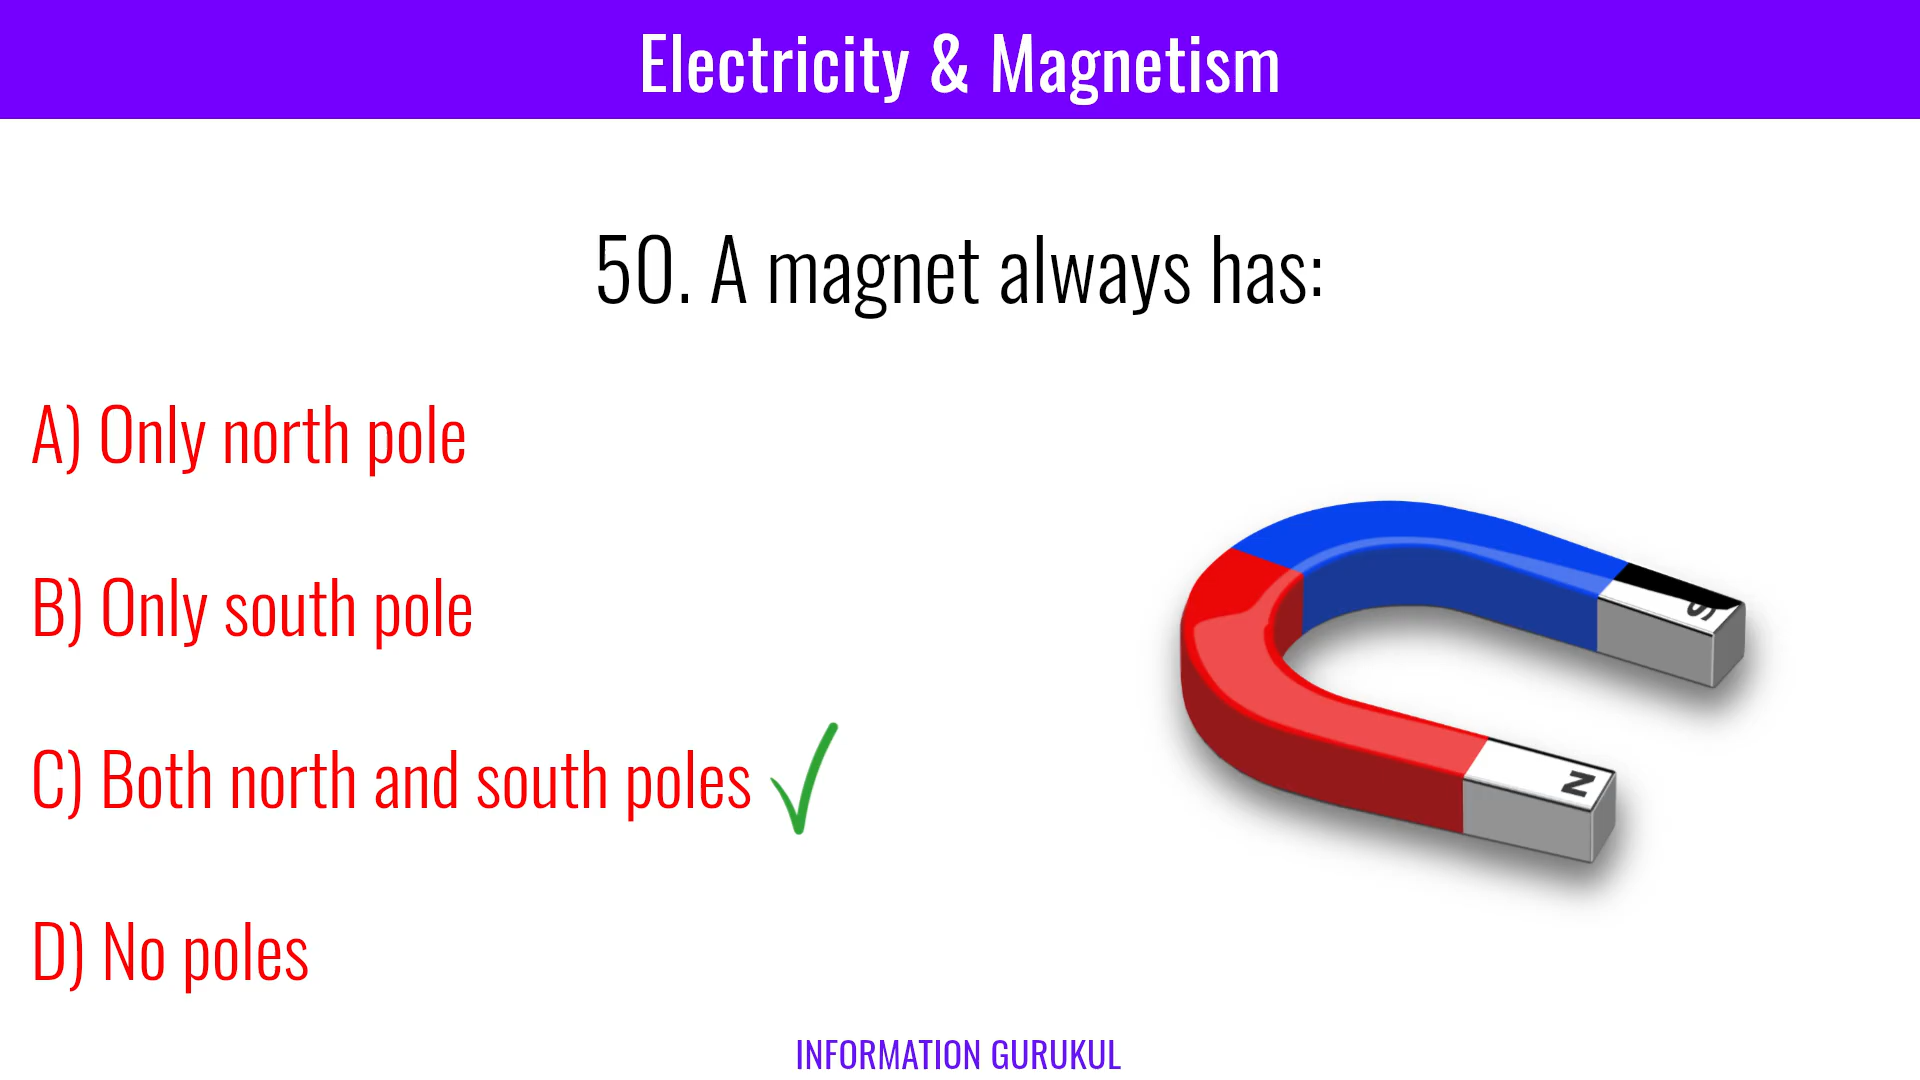 Electricity & Magnetism
50. A magnet always has:
A) Only north pole
B) Only south pole
C) Both north and south poles
D) No poles
S
N
INFORMATION GURUKUL